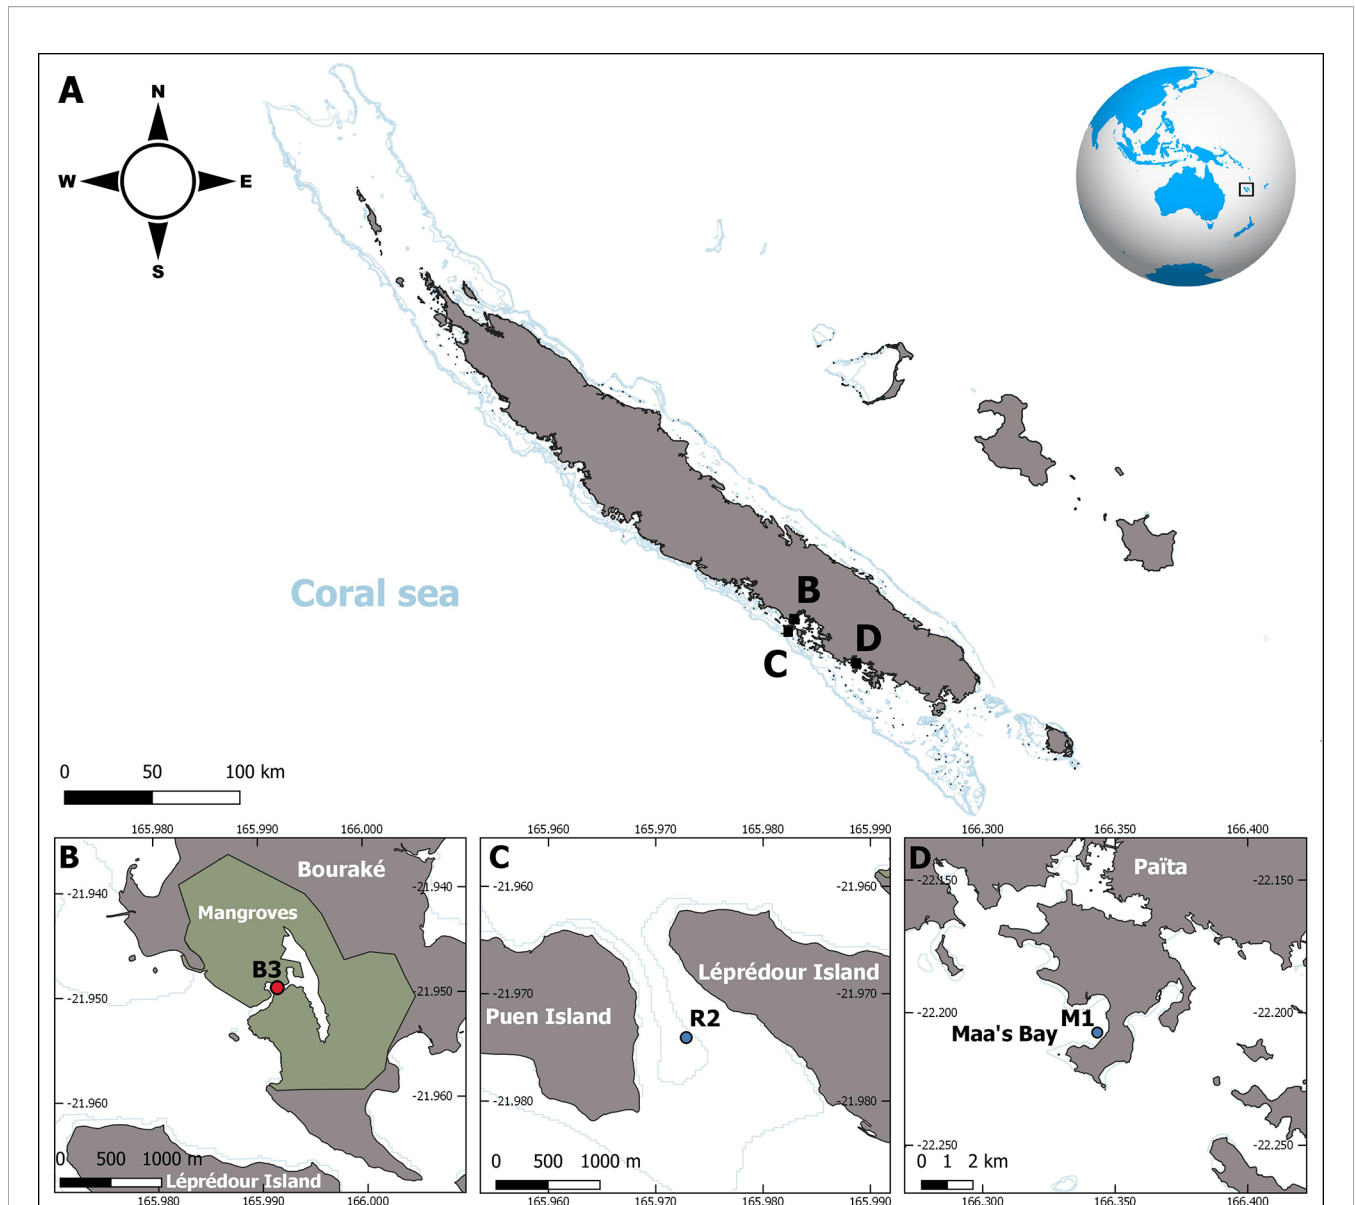 A
N
W E
S
Coral sea
B
D
C
0 50 100 km
165.980 165.990 166.000
B
Bouraké
-21.940 -21.940
Mangroves
B3
-21.950 -21.950
-21.960 -21.960
0 500 1000 m
Léprédour Island
165.980 165.990 166.000
165.960 165.970 165.980 165.990
C
-21.960 -21.960
Léprédour Island
-21.970 -21.970
Puen Island
R2
-21.980 -21.980
0 500 1000 m
165.960 165.970 165.980 165.990
166.300 166.350 166.400
D
Païta
-22.150 -22.150
-22.200 -22.200
M1
Maa's Bay
-22.250 -22.250
0 1 2 km
166.300 166.350 166.400